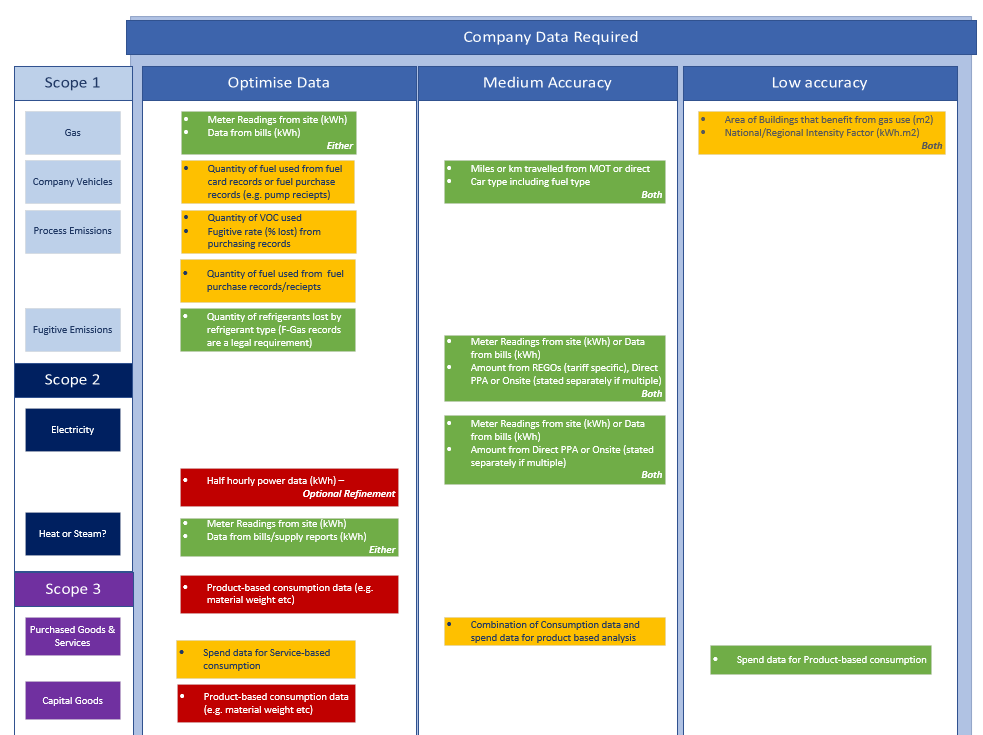 Company Data Required
Scope 1
Optimise Data
Medium Accuracy
Low accuracy
Gas
• Meter Readings from site (kWh)
• Data from bills (kWh)
Either
• Area of Buildings that benefit from gas use (m2)
• National/Regional Intensity Factor (kWh.m2)
Both
Company Vehicles
• Quantity of fuel used from fuel
card records or fuel purchase
records (e.g. pump reciepts)
• Miles or km travelled from MOT or direct
• Car type including fuel type
Both
Process Emissions
• Quantity of VOC used
• Fugitive rate (% lost) from
purchasing records
• Quantity of fuel used from fuel
purchase records/reciepts
Fugitive Emissions
• Quantity of refrigerants lost by
refrigerant type (F-Gas records
are a legal requirement)
• Meter Readings from site (kWh) or Data
from bills (kWh)
• Amount from REGOs (tariff specific), Direct
PPA or Onsite (stated separately if multiple)
Both
Scope 2
Electricity
• Meter Readings from site (kWh) or Data
from bills (kWh)
• Amount from Direct PPA or Onsite (stated
separately if multiple)
Both
• Half hourly power data (kWh) –
Optional Refinement
Heat or Steam?
• Meter Readings from site (kWh)
• Data from bills/supply reports (kWh)
Either
Scope 3
• Product-based consumption data (e.g.
material weight etc)
Purchased Goods &
Services
• Combination of Consumption data and
spend data for product based analysis
• Spend data for Service-based
consumption
• Spend data for Product-based consumption
Capital Goods
• Product-based consumption data
(e.g. material weight etc)